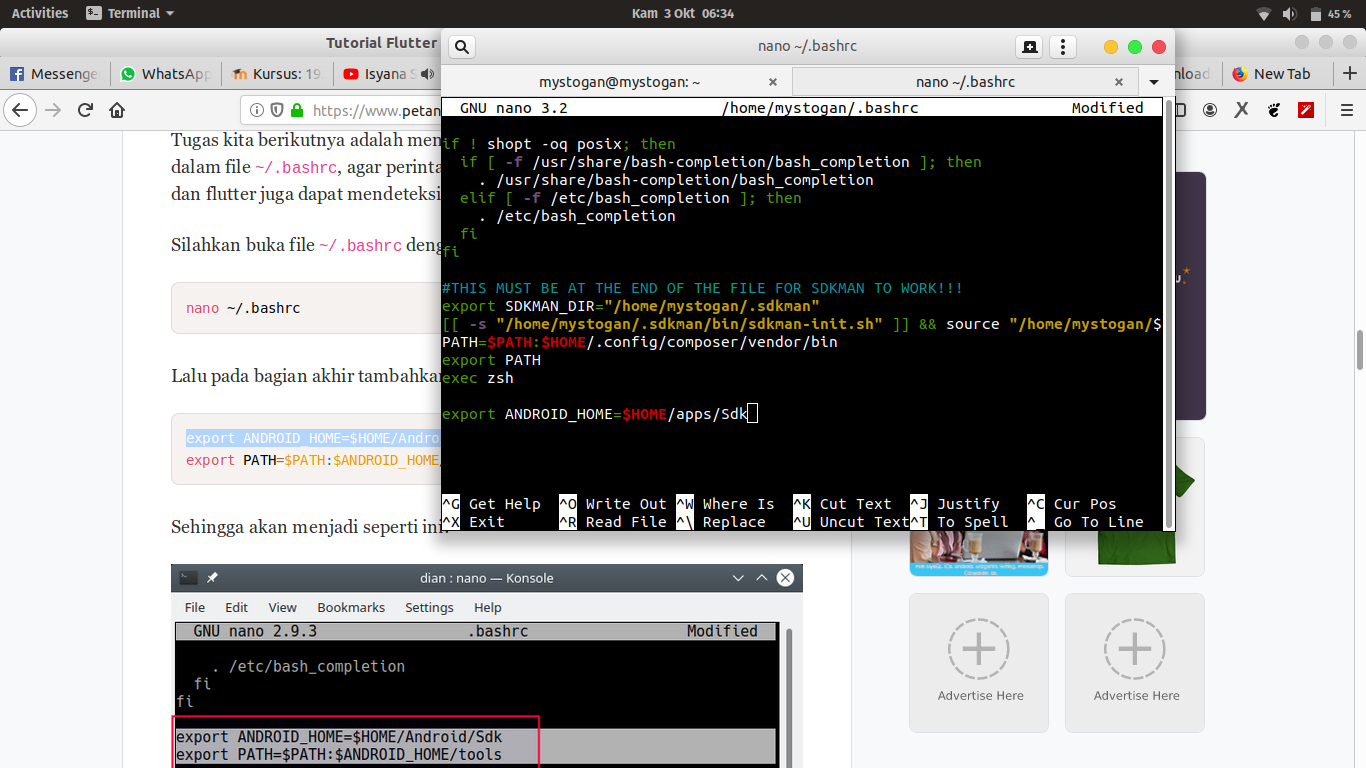 Activities
Terminal
Kam 3 Okt 06:34
45 %
Tutorial Flutter
nano ~/.bashrc
Messenge
WhatsApp
Kursus: 19
Isyana S
mystogan@mystogan: ~
nano ~/.bashrc
nload
New Tab
https://www.petan
GNU nano 3.2
/home/mystogan/.bashrc
Modified
if ! shopt -oq posix; then
if [ -f /usr/share/bash-completion/bash_completion ]; then
. /usr/share/bash-completion/bash_completion
elif [ -f /etc/bash_completion ]; then
. /etc/bash_completion
fi
fi
#THIS MUST BE AT THE END OF THE FILE FOR SDKMAN TO WORK!!!
export SDKMAN_DIR="/home/mystogan/.sdkman"
[[ -s "/home/mystogan/.sdkman/bin/sdkman-init.sh" ]] && source "/home/mystogan/$
PATH=$PATH:$HOME/.config/composer/vendor/bin
export PATH
exec zsh
export ANDROID_HOME=$HOME/apps/Sdk
^G Get Help ^O Write Out ^W Where Is ^K Cut Text ^J Justify ^C Cur Pos
^X Exit ^R Read File ^\ Replace ^U Uncut Text ^T To Spell ^_ Go To Line
Tugas kita berikutnya adalah men
dalam file ~/.bashrc, agar perinta
dan flutter juga dapat mendeteksi
Silahkan buka file ~/.bashrc deng
nano ~/.bashrc
Lalu pada bagian akhir tambahkan
export ANDROID_HOME=$HOME/Andro
export PATH=$PATH:$ANDROID_HOME/
Sehingga akan menjadi seperti ini:
dian : nano — Konsole
File Edit View Bookmarks Settings Help
GNU nano 2.9.3
.bashrc
Modified
. /etc/bash_completion
fi
fi
export ANDROID_HOME=$HOME/Android/Sdk
export PATH=$PATH:$ANDROID_HOME/tools
u.
Advertise Here
Advertise Here